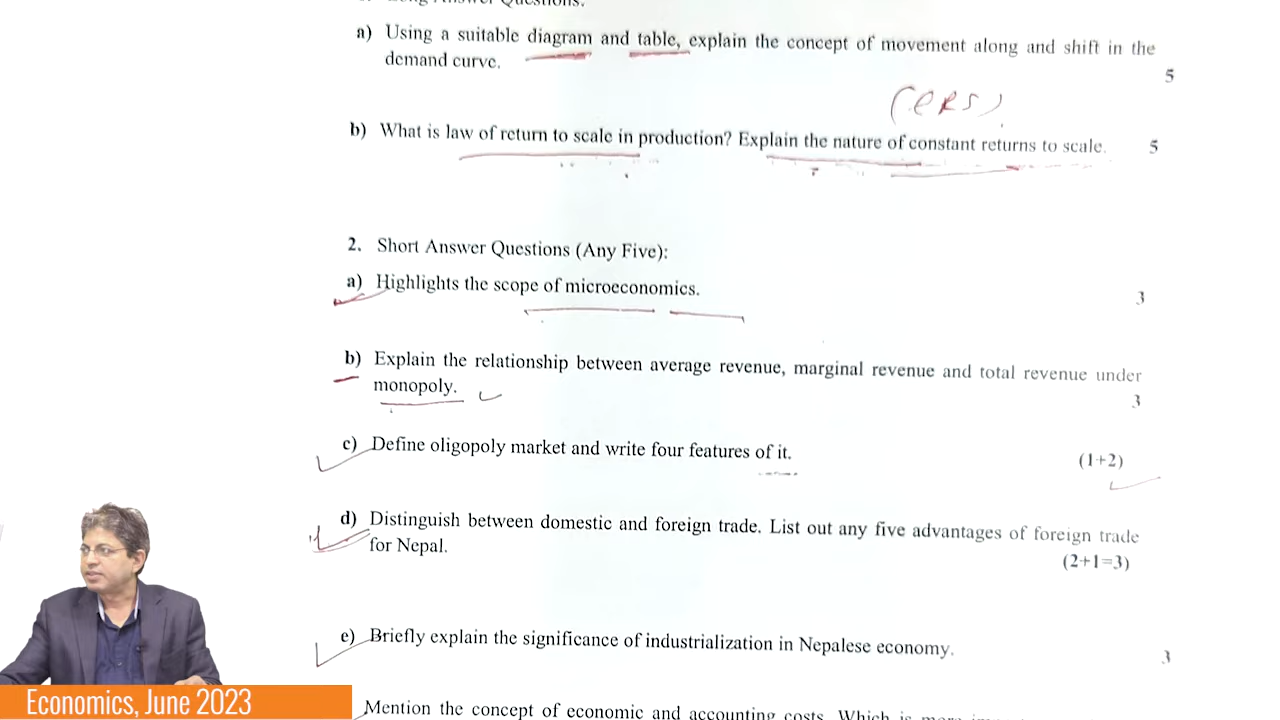 Long Answer Questions:
a) Using a suitable diagram and table, explain the concept of movement along and shift in the
demand curve.
5
(CRS)
b) What is law of return to scale in production? Explain the nature of constant returns to scale. 5
2. Short Answer Questions (Any Five):
a) Highlights the scope of microeconomics.
3
b) Explain the relationship between average revenue, marginal revenue and total revenue under
monopoly.
3
c) Define oligopoly market and write four features of it.
(1+2)
d) Distinguish between domestic and foreign trade. List out any five advantages of foreign trade
for Nepal.
(2+1=3)
e) Briefly explain the significance of industrialization in Nepalese economy.
3
Mention the concept of economic and accounting costs. Which is more
Economics, June 2023